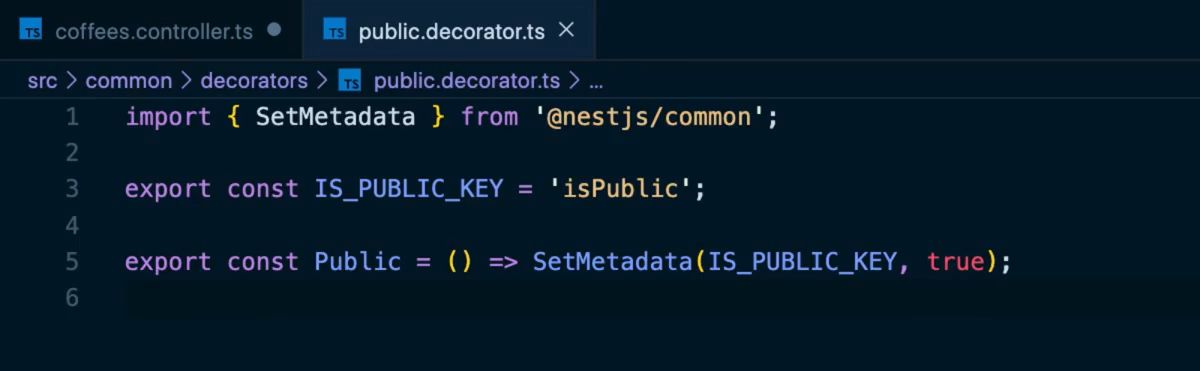 TS coffees.controller.ts TS public.decorator.ts
src > common > decorators > TS public.decorator.ts > ...
1 import { SetMetadata } from '@nestjs/common';
2
3 export const IS_PUBLIC_KEY = 'isPublic';
4
5 export const Public = () => SetMetadata(IS_PUBLIC_KEY, true);
6